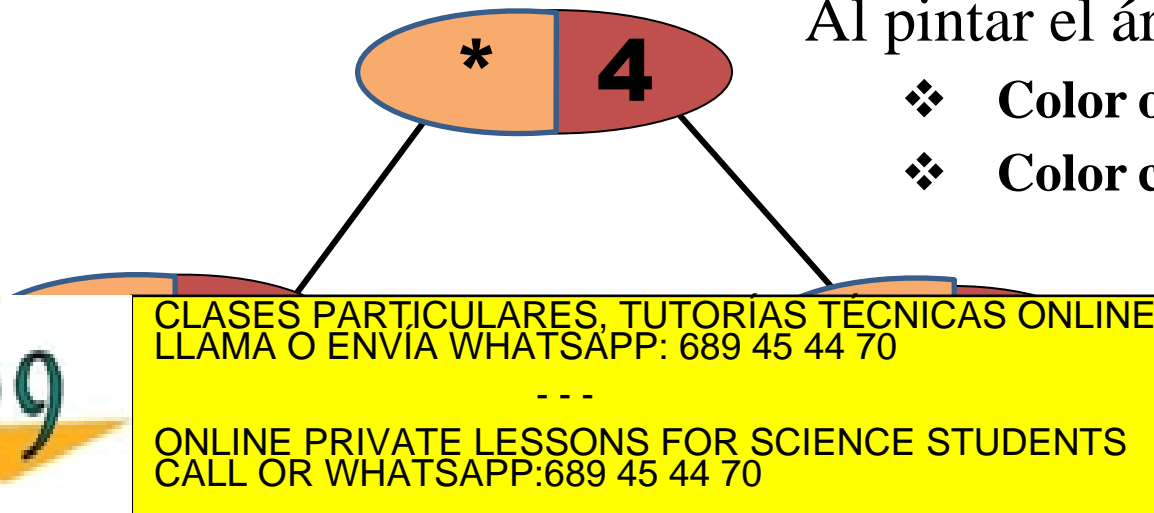 * 4
Al pintar el
❖ Color
❖ Color
CLASES PARTICULARES, TUTORÍAS TÉCNICAS ONLINE
LLAMA O ENVÍA WHATSAPP: 689 45 44 70
- - -
ONLINE PRIVATE LESSONS FOR SCIENCE STUDENTS
CALL OR WHATSAPP:689 45 44 70
9